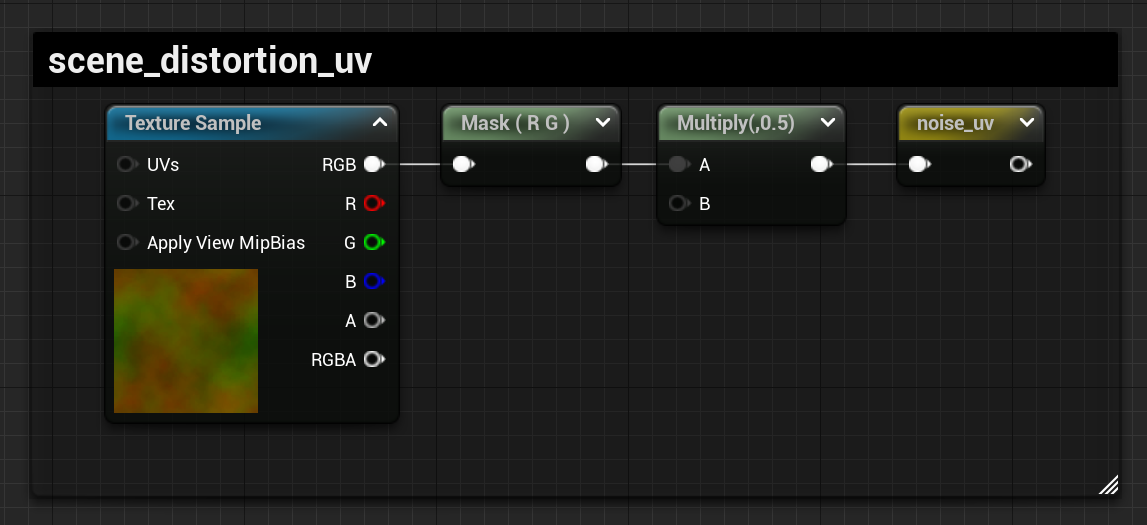 scene_distortion_uv
Texture Sample
UVs
RGB
Tex
R
Apply View MipBias
G
B
A
RGBA
Mask ( R G )
Multiply(,0.5)
A
B
noise_uv